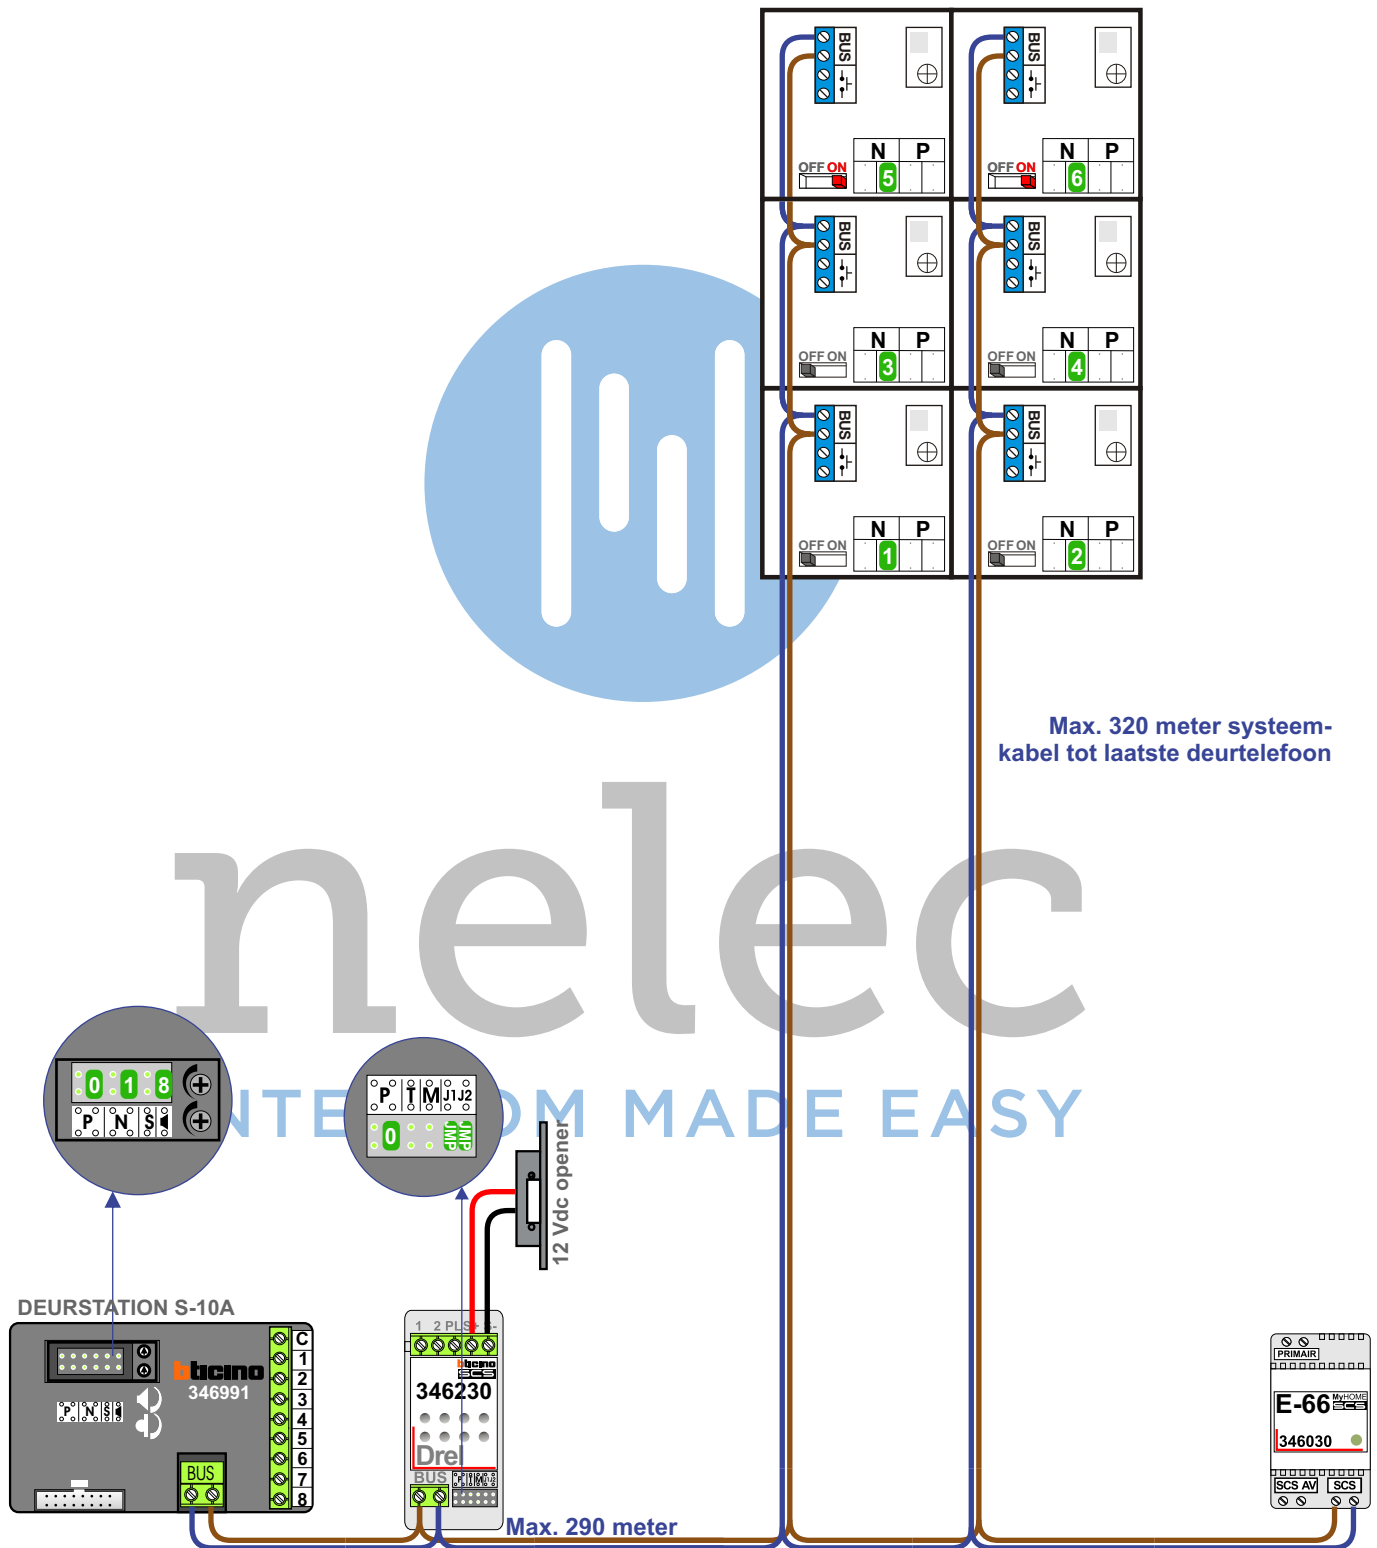 BUS
BUS
OFF ON
N P
5
OFF ON
N P
6
BUS
BUS
OFF ON
N P
3
OFF ON
N P
4
BUS
BUS
OFF ON
N P
1
OFF ON
N P
2
Max. 320 meter systeem-
kabel tot laatste deurtelefoon
nelec
INTERCOM MADE EASY
0 1 8
P N S
P T M J1 J2
0 JMP JMP
12 Vdc opener
DEURSTATION S-10A
bticino
346991
P N S
BUS
C
1
2
3
4
5
6
7
8
1 2 PL S+ S-
bticino
SCS
346230
Drel
BUS
P T M J1 J2
Max. 290 meter
PRIMAIR
E-66 MyHOME
SCS
346030
SCS AV SCS